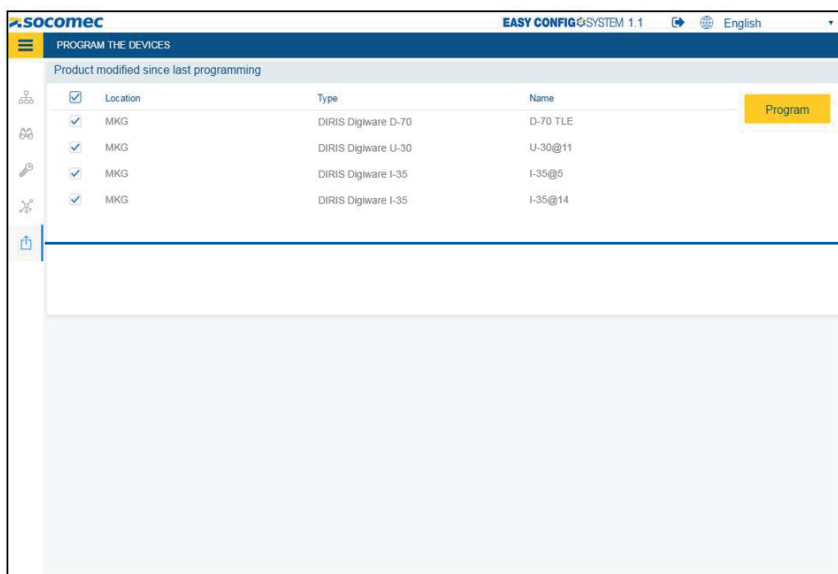 socomec EASY CONFIG SYSTEM 1.1 English
PROGRAM THE DEVICES
Product modified since last programming
Location Type Name
Program
MKG DIRIS Digiware D-70 D-70 TLE
MKG DIRIS Digiware U-30 U-30@11
MKG DIRIS Digiware I-35 I-35@5
MKG DIRIS Digiware I-35 I-35@14